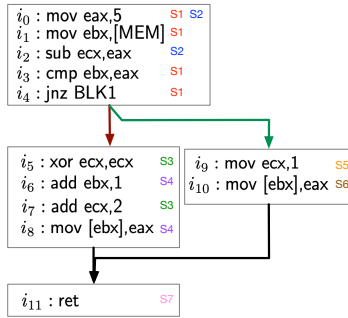 i0 : mov eax,5 S1 S2
i1 : mov ebx,[MEM] S1
i2 : sub ecx,eax S2
i3 : cmp ebx,eax S1
i4 : jnz BLK1 S1
i5 : xor ecx,ecx S3
i6 : add ebx,1 S4
i7 : add ecx,2 S3
i8 : mov [ebx],eax S4
i9 : mov ecx,1 S5
i10 : mov [ebx],eax S6
i11 : ret S7